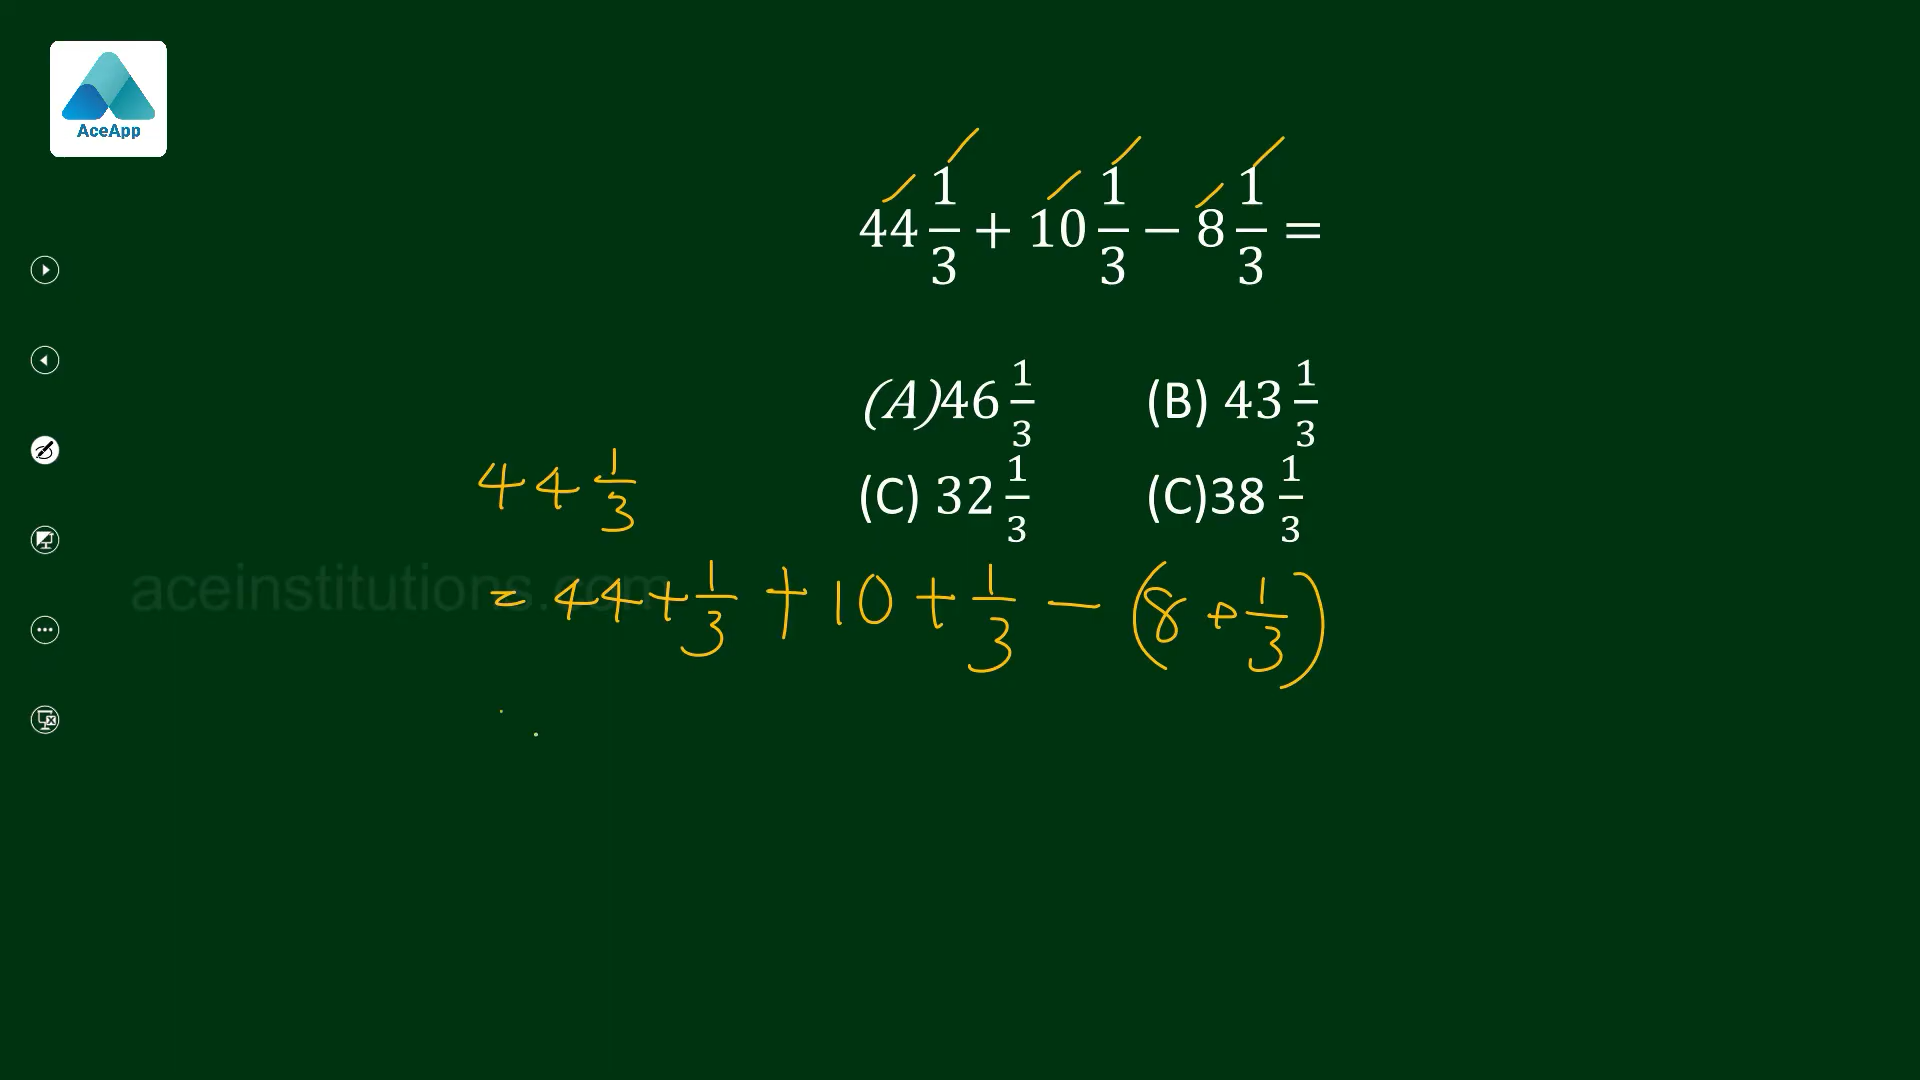 AceApp
44 1/3 + 10 1/3 − 8 1/3 =
(A)46 1/3 (B) 43 1/3
(C) 32 1/3 (C)38 1/3
44 1/3
= 44 + 1/3 + 10 + 1/3 − (8 + 1/3)
aceinstitutions.com